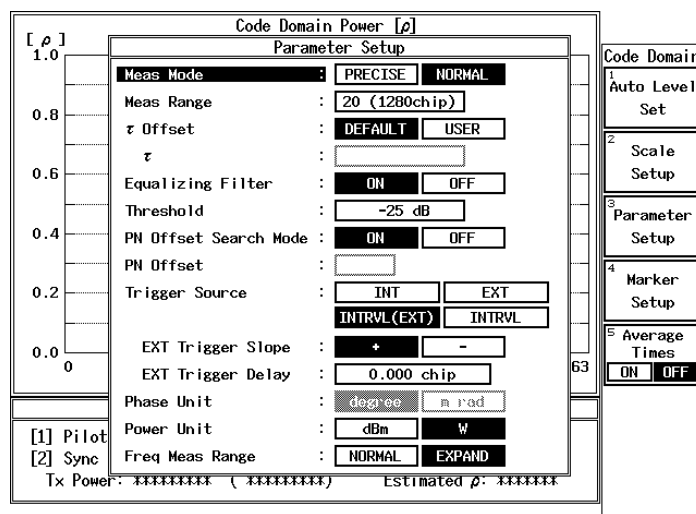 Code Domain Power [ρ]
[ρ]
Parameter Setup
1.0
0.8
0.6
0.4
0.2
0.0
0
63
Meas Mode : PRECISE NORMAL
Meas Range : 20 (1280chip)
τ Offset : DEFAULT USER
τ :
Equalizing Filter : ON OFF
Threshold : -25 dB
PN Offset Search Mode : ON OFF
PN Offset :
Trigger Source : INT EXT
INTRVL(EXT) INTRVL
EXT Trigger Slope : + -
EXT Trigger Delay : 0.000 chip
Phase Unit : degree m rad
Power Unit : dBm W
Freq Meas Range : NORMAL EXPAND
[1] Pilot
[2] Sync
Tx Power: ********* ( *********) Estimated ρ: *******
Code Domain
1
Auto Level
Set
2
Scale
Setup
3
Parameter
Setup
4
Marker
Setup
5 Average
Times
ON OFF